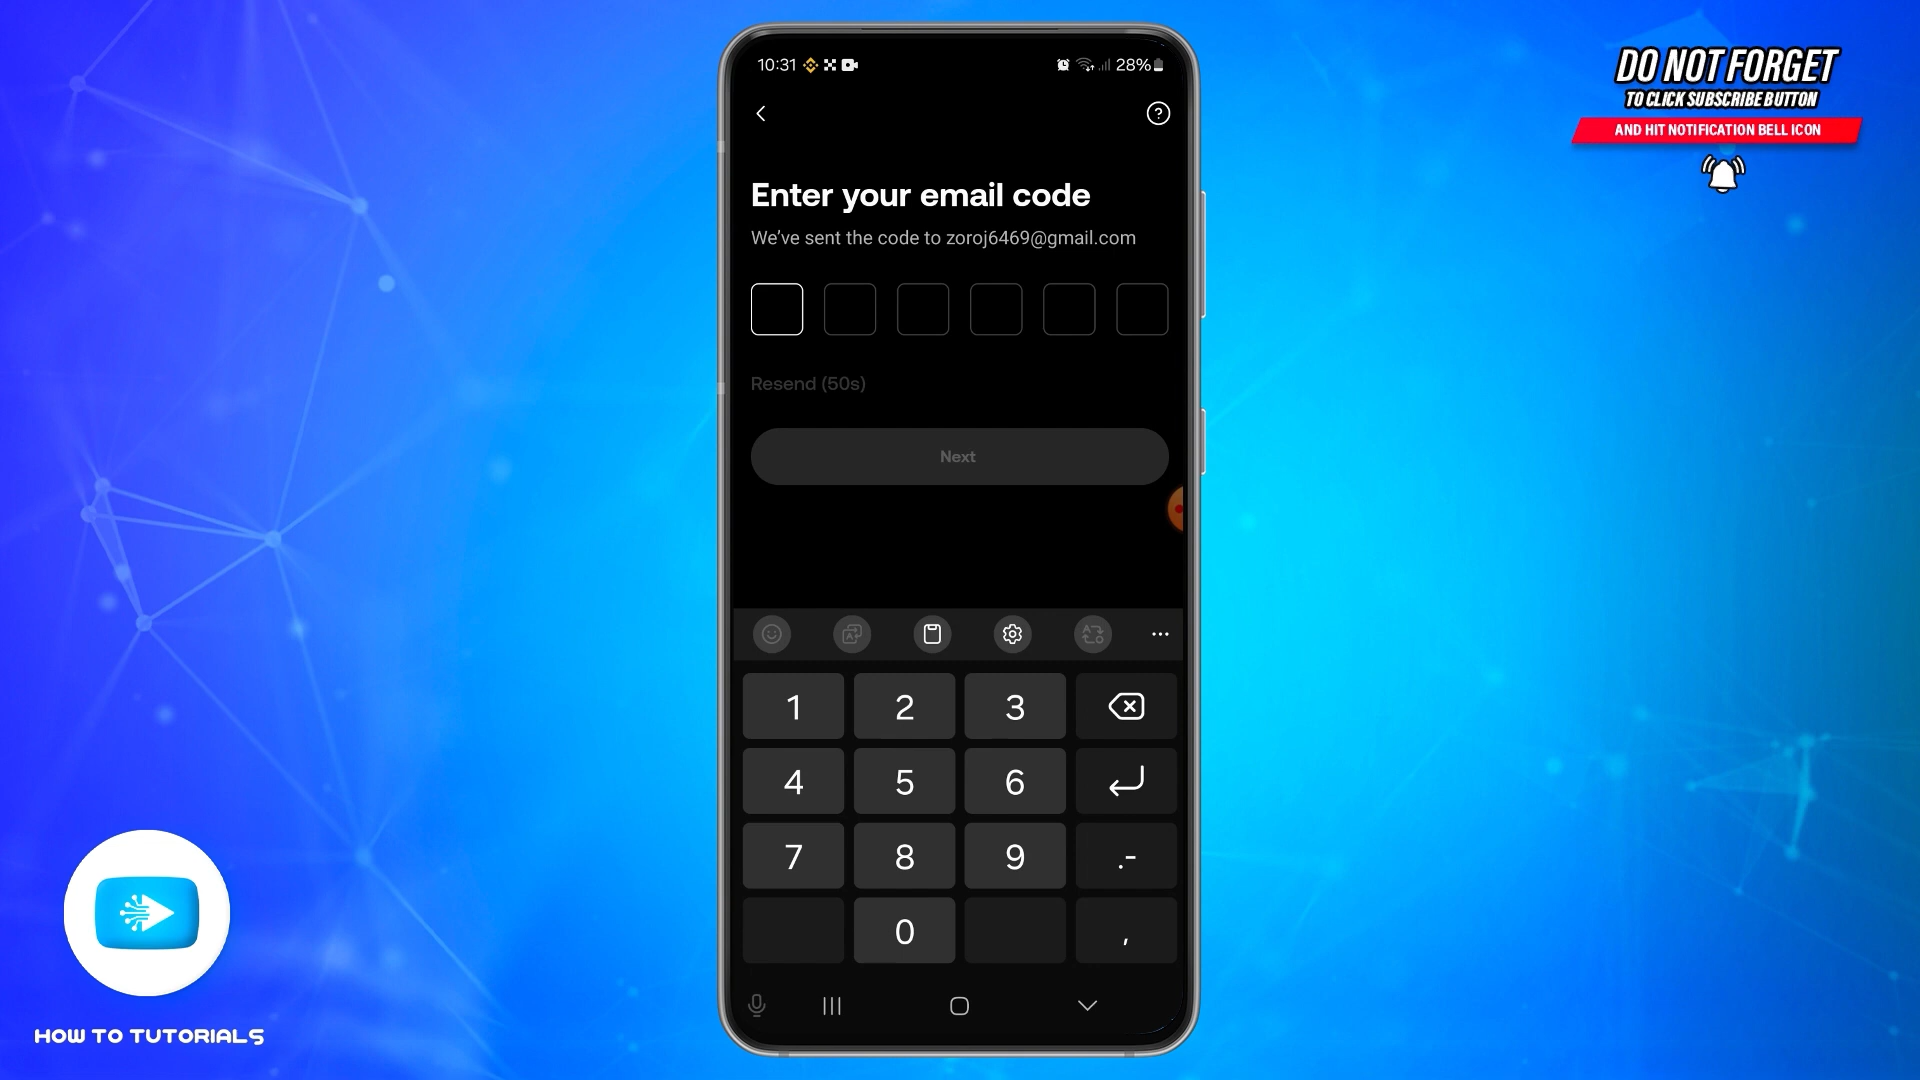 DO NOT FORGET
TO CLICK SUBSCRIBE BUTTON
AND HIT NOTIFICATION BELL ICON
10:31
28%
Enter your email code
We've sent the code to zoroj6469@gmail.com
Resend (50s)
Next
1 2 3
4 5 6
7 8 9 .-
0 ,
HOW TO TUTORIALS